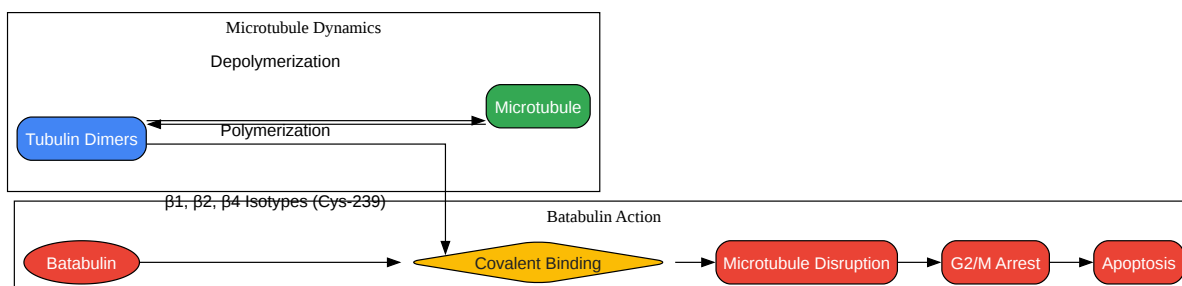 Microtubule Dynamics
Depolymerization
Microtubule
Tubulin Dimers
Polymerization
β1, β2, β4 Isotypes (Cys-239)
Batabulin Action
Batabulin
Covalent Binding
Microtubule Disruption
G2/M Arrest
Apoptosis